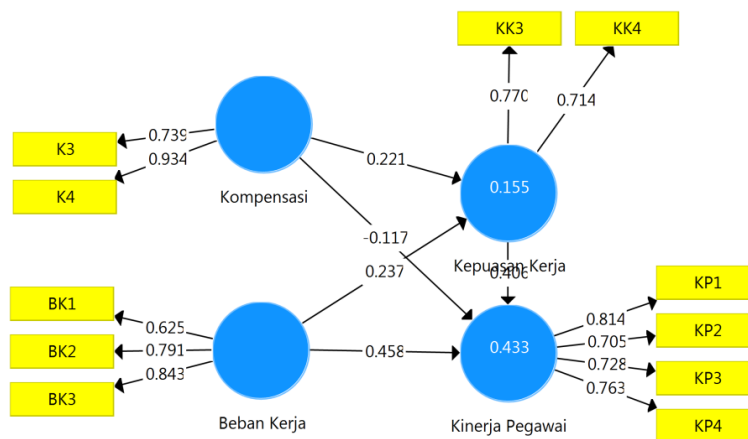 KK3
KK4
0.770
0.714
K3
K4
0.739
0.934
Kompensasi
0.221
0.155
Kepuasan Kerja
-0.117
0.237
0.406
BK1
BK2
BK3
0.625
0.791
0.843
Beban Kerja
0.458
0.433
Kinerja Pegawai
0.814
0.705
0.728
0.763
KP1
KP2
KP3
KP4